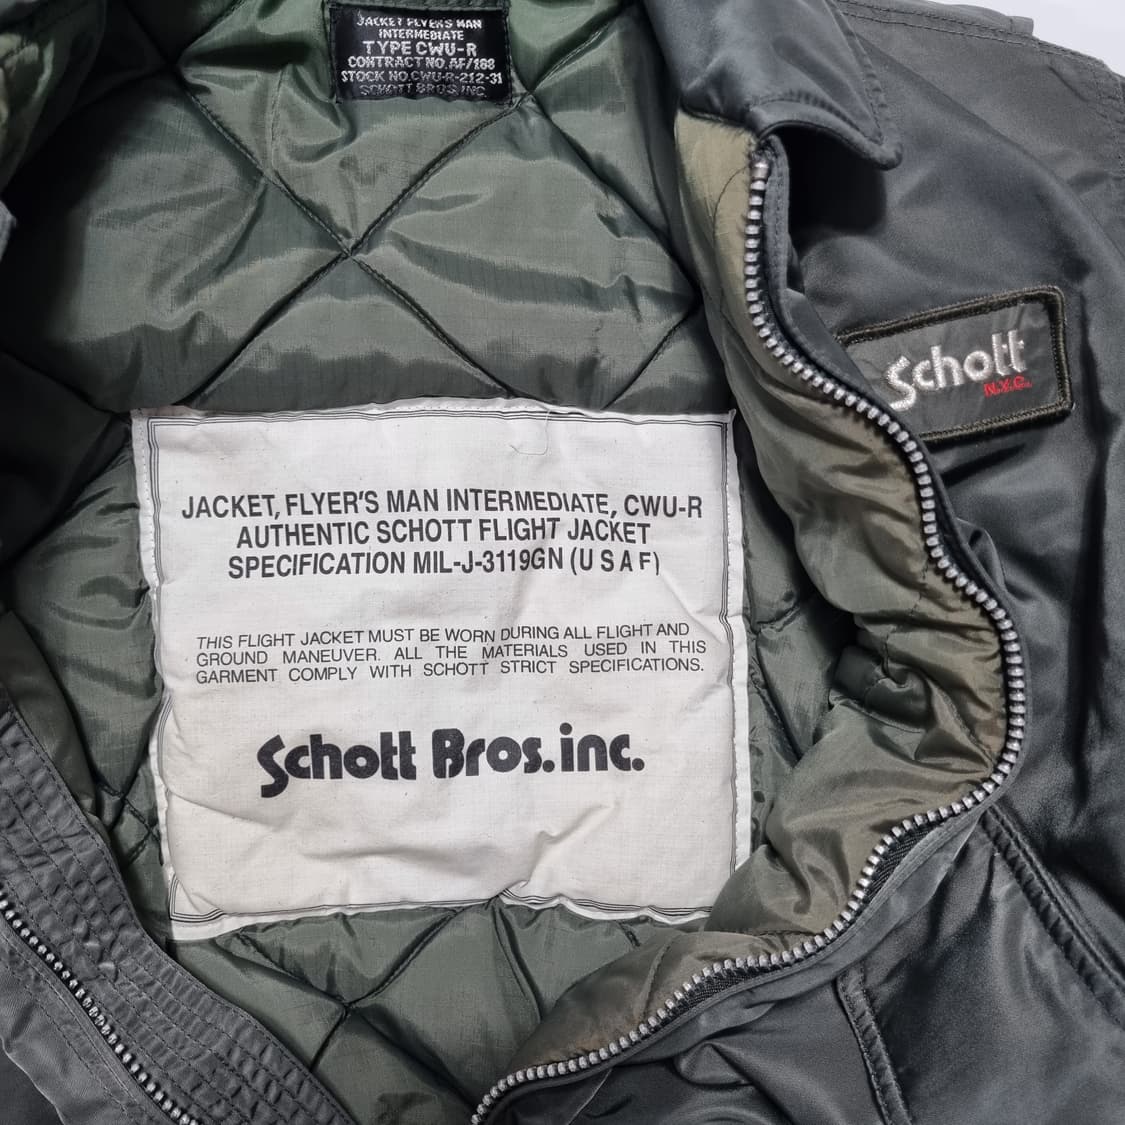 JACKET FLYERS MAN
INTERMEDIATE
TYPE CWU-R
CONTRACT NO. AF/188
STOCK NO. CWU-R-212-31
SCHOTT BROS. INC.
Schott
N.Y.C.
JACKET, FLYER'S MAN INTERMEDIATE, CWU-R
AUTHENTIC SCHOTT FLIGHT JACKET
SPECIFICATION MIL-J-3119GN (U S A F)
THIS FLIGHT JACKET MUST BE WORN DURING ALL FLIGHT AND
GROUND MANEUVER. ALL THE MATERIALS USED IN THIS
GARMENT COMPLY WITH SCHOTT STRICT SPECIFICATIONS.
Schott Bros. inc.